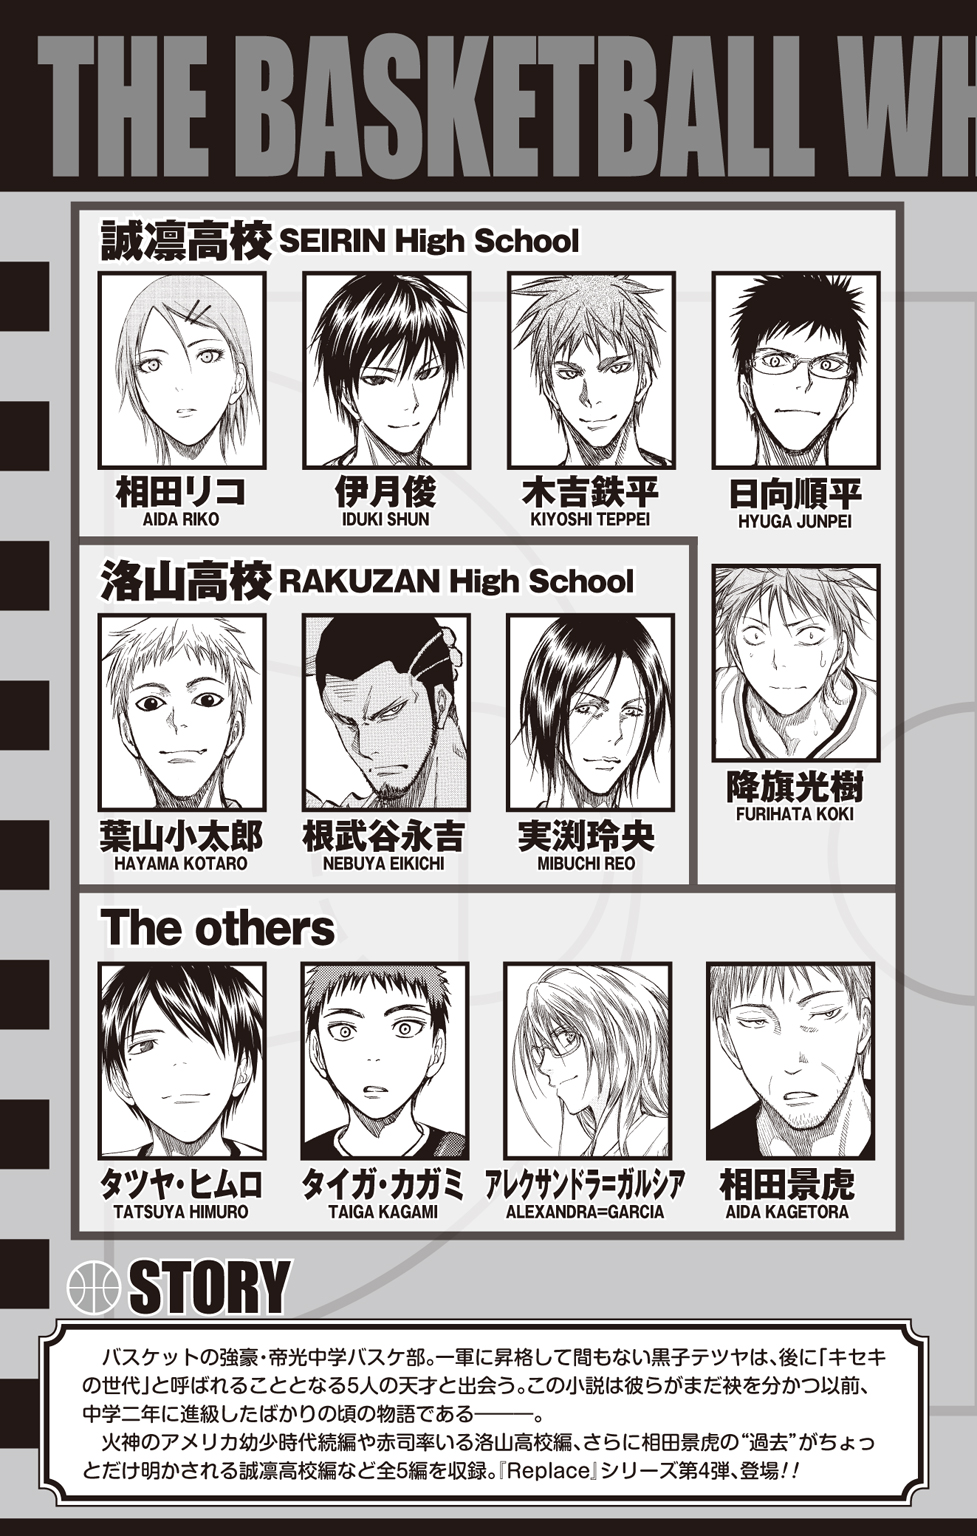 THE BASKETBALL WH
誠凛高校 SEIRIN High School
相田リコ
AIDA RIKO
伊月俊
IDUKI SHUN
木吉鉄平
KIYOSHI TEPPEI
日向順平
HYUGA JUNPEI
降旗光樹
FURIHATA KOKI
洛山高校 RAKUZAN High School
葉山小太郎
HAYAMA KOTARO
根武谷永吉
NEBUYA EIKICHI
実渕玲央
MIBUCHI REO
The others
タツヤ・ヒムロ
TATSUYA HIMURO
タイガ・カガミ
TAIGA KAGAMI
アレクサンドラ=ガルシア
ALEXANDRA=GARCIA
相田景虎
AIDA KAGETORA
STORY
バスケットの強豪・帝光中学バスケ部。一軍に昇格して間もない黒子テツヤは、後に「キセキ
の世代」と呼ばれることとなる5人の天才と出会う。この小説は彼らがまだ袂を分かつ以前、
中学二年に進級したばかりの頃の物語である———。
火神のアメリカ幼少時代続編や赤司率いる洛山高校編、さらに相田景虎の“過去”がちょっ
とだけ明かされる誠凛高校編など全5編を収録。『Replace』シリーズ第4弾、登場!!